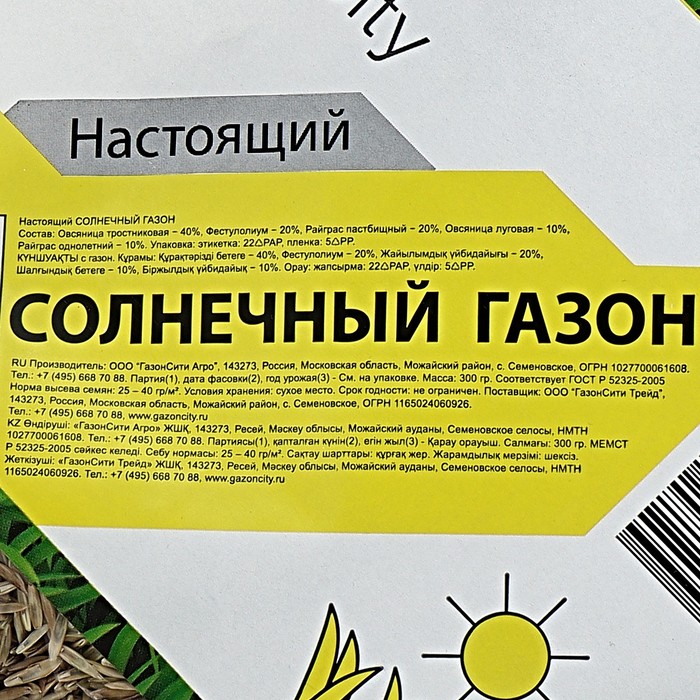 ity
Настоящий
Настоящий СОЛНЕЧНЫЙ ГАЗОН
Состав: Овсяница тростниковая – 40%, Фестулолиум – 20%, Райграс пастбищный – 20%, Овсяница луговая – 10%,
Райграс однолетний – 10%. Упаковка: этикетка: 22△PAP, пленка: 5△PP.
КҮНШУАҚТЫ с газон. Құрамы: Құрақтәрізді бетеге – 40%, Фестулолиум – 20%, Жайылымдық үйбидайығы – 20%,
Шалғындық бетеге – 10%, Біржылдық үйбидайық – 10%. Орау: жапсырма: 22△PAP, үлдір: 5△PP.
СОЛНЕЧНЫЙ ГАЗОН
RU Производитель: ООО "ГазонСити Агро", 143273, Россия, Московская область, Можайский район, с. Семеновское, ОГРН 1027700061608.
Тел.: +7 (495) 668 70 88. Партия(1), дата фасовки(2), год урожая(3) - См. на упаковке. Масса: 300 гр. Соответствует ГОСТ Р 52325-2005
Норма высева семян: 25 – 40 гр/м². Условия хранения: сухое место. Срок годности: не ограничен. Поставщик: ООО "ГазонСити Трейд",
143273, Россия, Московская область, Можайский район, с. Семеновское, ОГРН 1165024060926.
Тел.: +7 (495) 668 70 88, www.gazoncity.ru
KZ Өндіруші: «ГазонСити Агро» ЖШҚ, 143273, Ресей, Мәскеу облысы, Можайский ауданы, Семеновское селосы, НМТН
1027700061608. Тел.: +7 (495) 668 70 88. Партиясы(1), қапталған күнін(2), егін жыл(3) - Қарау орауыш. Салмағы: 300 гр. МЕМСТ
Р 52325-2005 сәйкес келеді. Себу нормасы: 25 – 40 гр/м². Сақтау шарттары: құрғақ жер. Жарамдылық мерзімі: шексіз.
Жеткізуші: «ГазонСити Трейд» ЖШҚ, 143273, Ресей, Мәскеу облысы, Можайский ауданы, Семеновское селосы, НМТН
1165024060926. Тел.: +7 (495) 668 70 88, www.gazoncity.ru